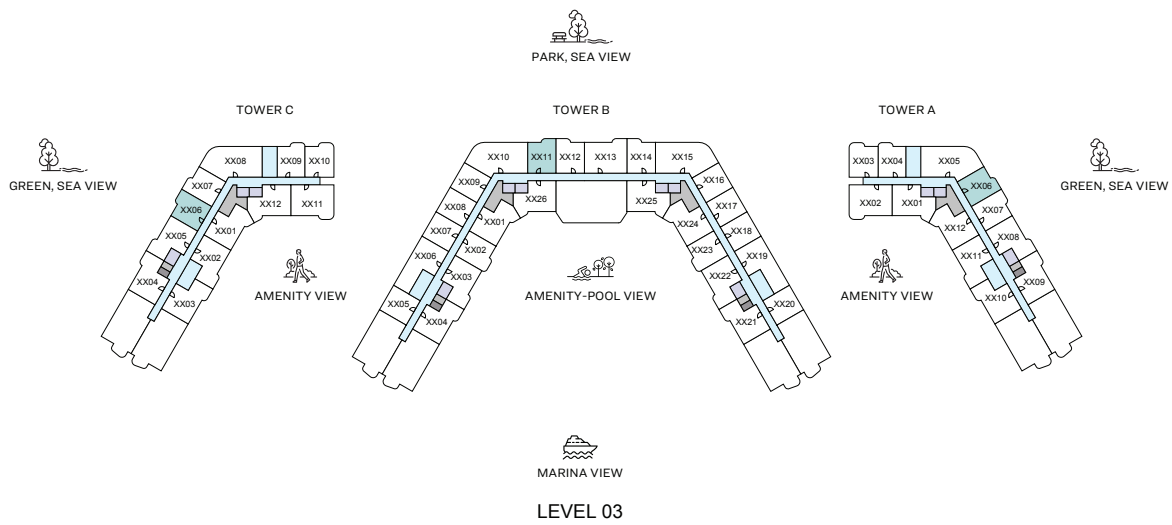 PARK, SEA VIEW
TOWER C
TOWER B
TOWER A
GREEN, SEA VIEW
GREEN, SEA VIEW
XX08
XX09
XX10
XX07
XX06
XX05
XX04
XX12
XX11
XX01
XX02
XX03
XX10
XX11
XX12
XX13
XX14
XX15
XX09
XX08
XX07
XX06
XX05
XX26
XX25
XX01
XX02
XX03
XX04
XX16
XX17
XX18
XX19
XX20
XX24
XX23
XX22
XX21
XX03
XX04
XX05
XX06
XX02
XX01
XX07
XX08
XX09
XX12
XX11
XX10
AMENITY VIEW
AMENITY-POOL VIEW
AMENITY VIEW
MARINA VIEW
LEVEL 03